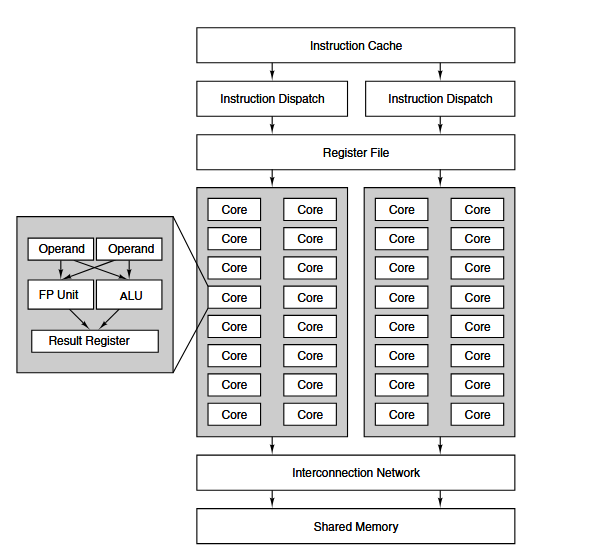 Instruction Cache
Instruction Dispatch Instruction Dispatch
Register File
Core Core Core Core
Core Core Core Core
Core Core Core Core
Core Core Core Core
Core Core Core Core
Core Core Core Core
Core Core Core Core
Core Core Core Core
Operand Operand
FP Unit ALU
Result Register
Interconnection Network
Shared Memory